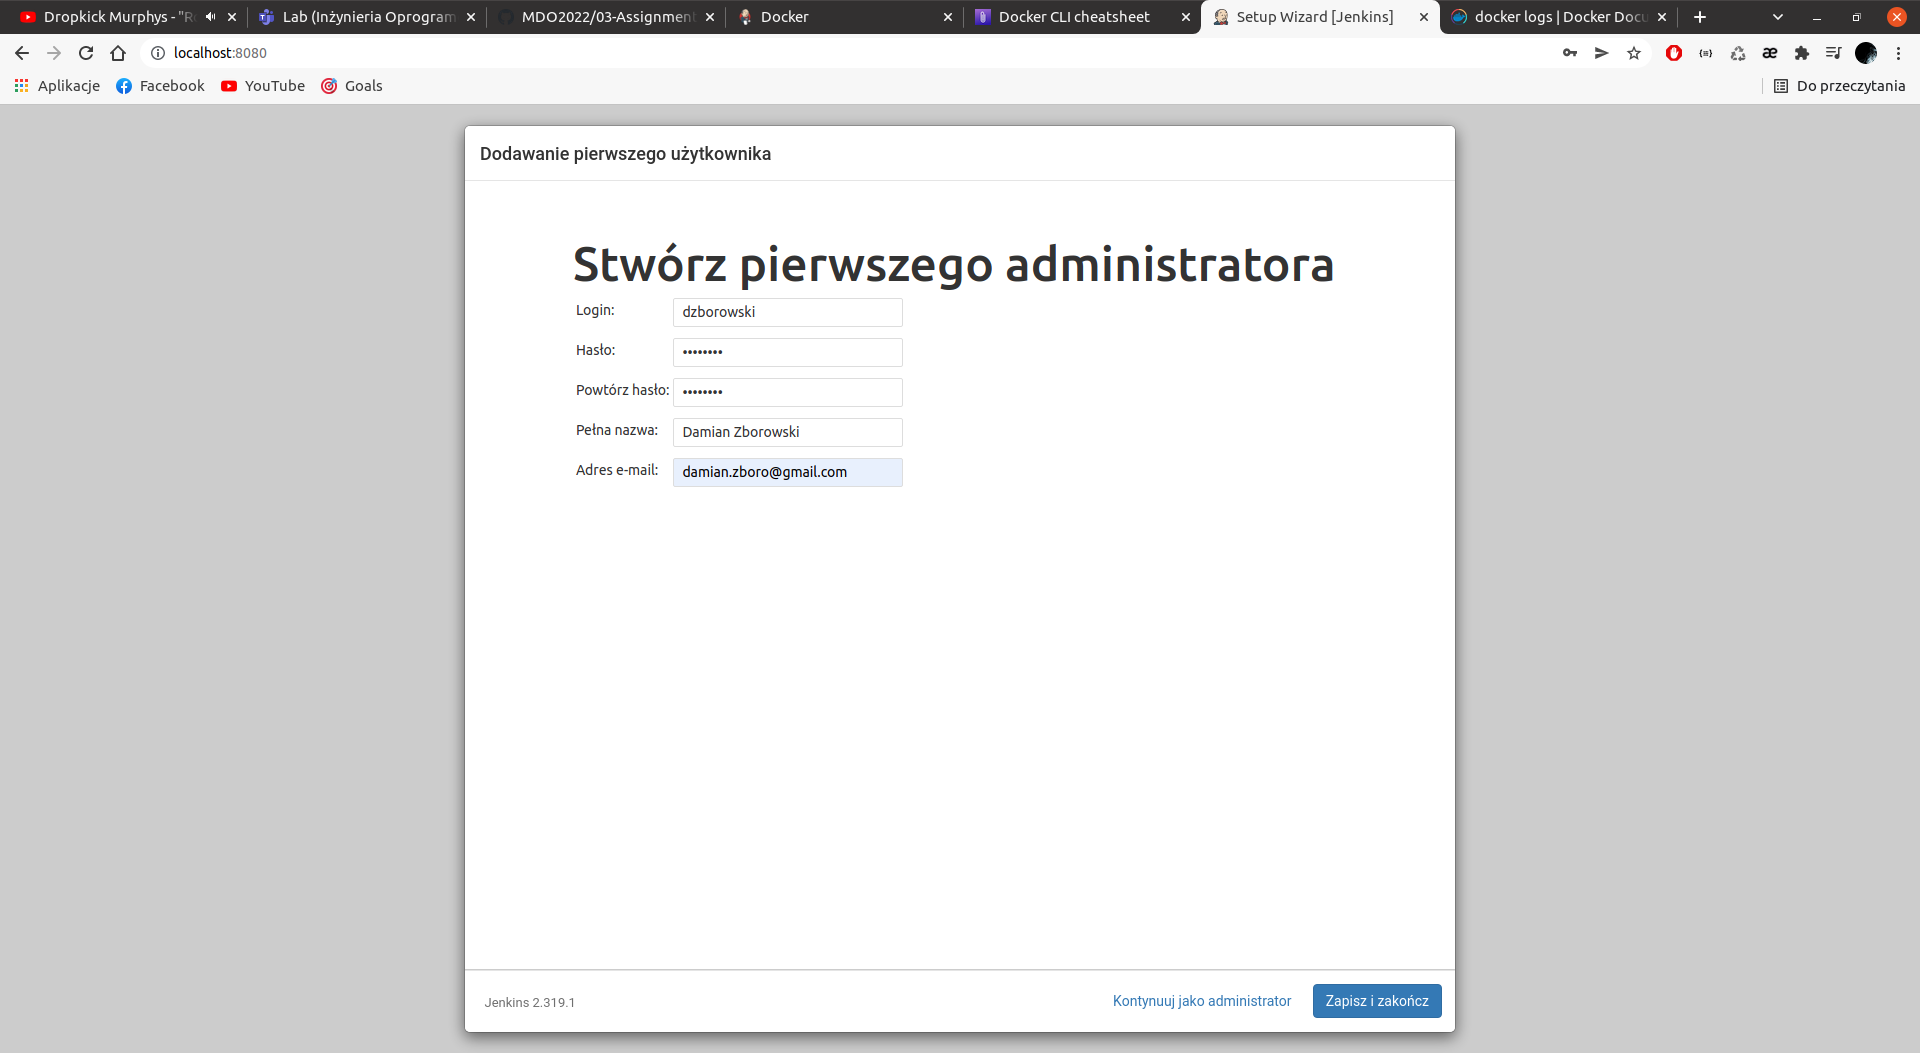 Dropkick Murphys - "R
Lab (Inżynieria Oprogram
MDO2022/03-Assignment
Docker
Docker CLI cheatsheet
Setup Wizard [Jenkins]
docker logs | Docker Docu
localhost:8080
Aplikacje
Facebook
YouTube
Goals
Do przeczytania
Dodawanie pierwszego użytkownika
Stwórz pierwszego administratora
Login: dzborowski
Hasło: ••••••••
Powtórz hasło: ••••••••
Pełna nazwa: Damian Zborowski
Adres e-mail: damian.zboro@gmail.com
Jenkins 2.319.1
Kontynuuj jako administrator
Zapisz i zakończ